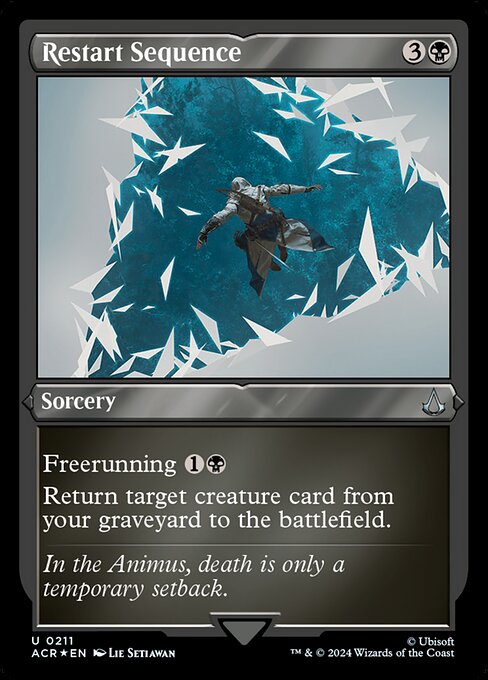 Restart Sequence 3
Sorcery
Freerunning 1
Return target creature card from
your graveyard to the battlefield.
In the Animus, death is only a
temporary setback.
U 0211
ACR★EN Lie Setiawan
© Ubisoft
™ & © 2024 Wizards of the Coast